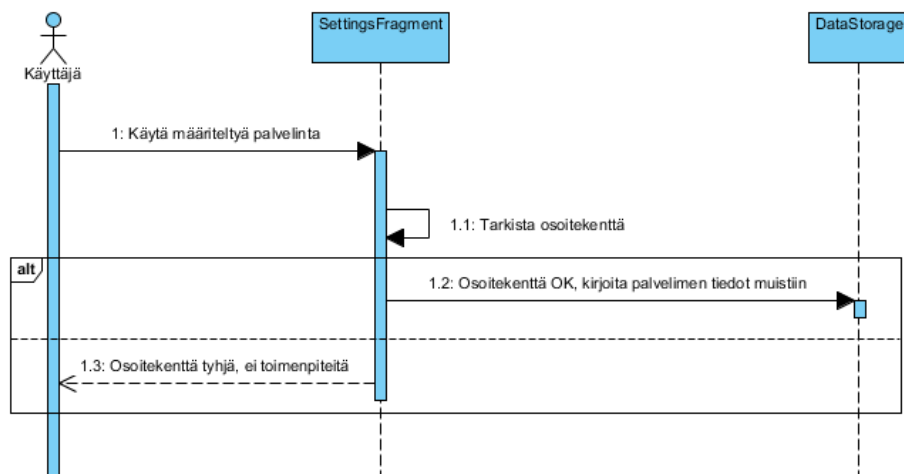 SettingsFragment
DataStorage
Käyttäjä
1: Käytä määriteltyä palvelinta
1.1: Tarkista osoitekenttä
alt
1.2: Osoitekenttä OK, kirjoita palvelimen tiedot muistiin
1.3: Osoitekenttä tyhjä, ei toimenpiteitä